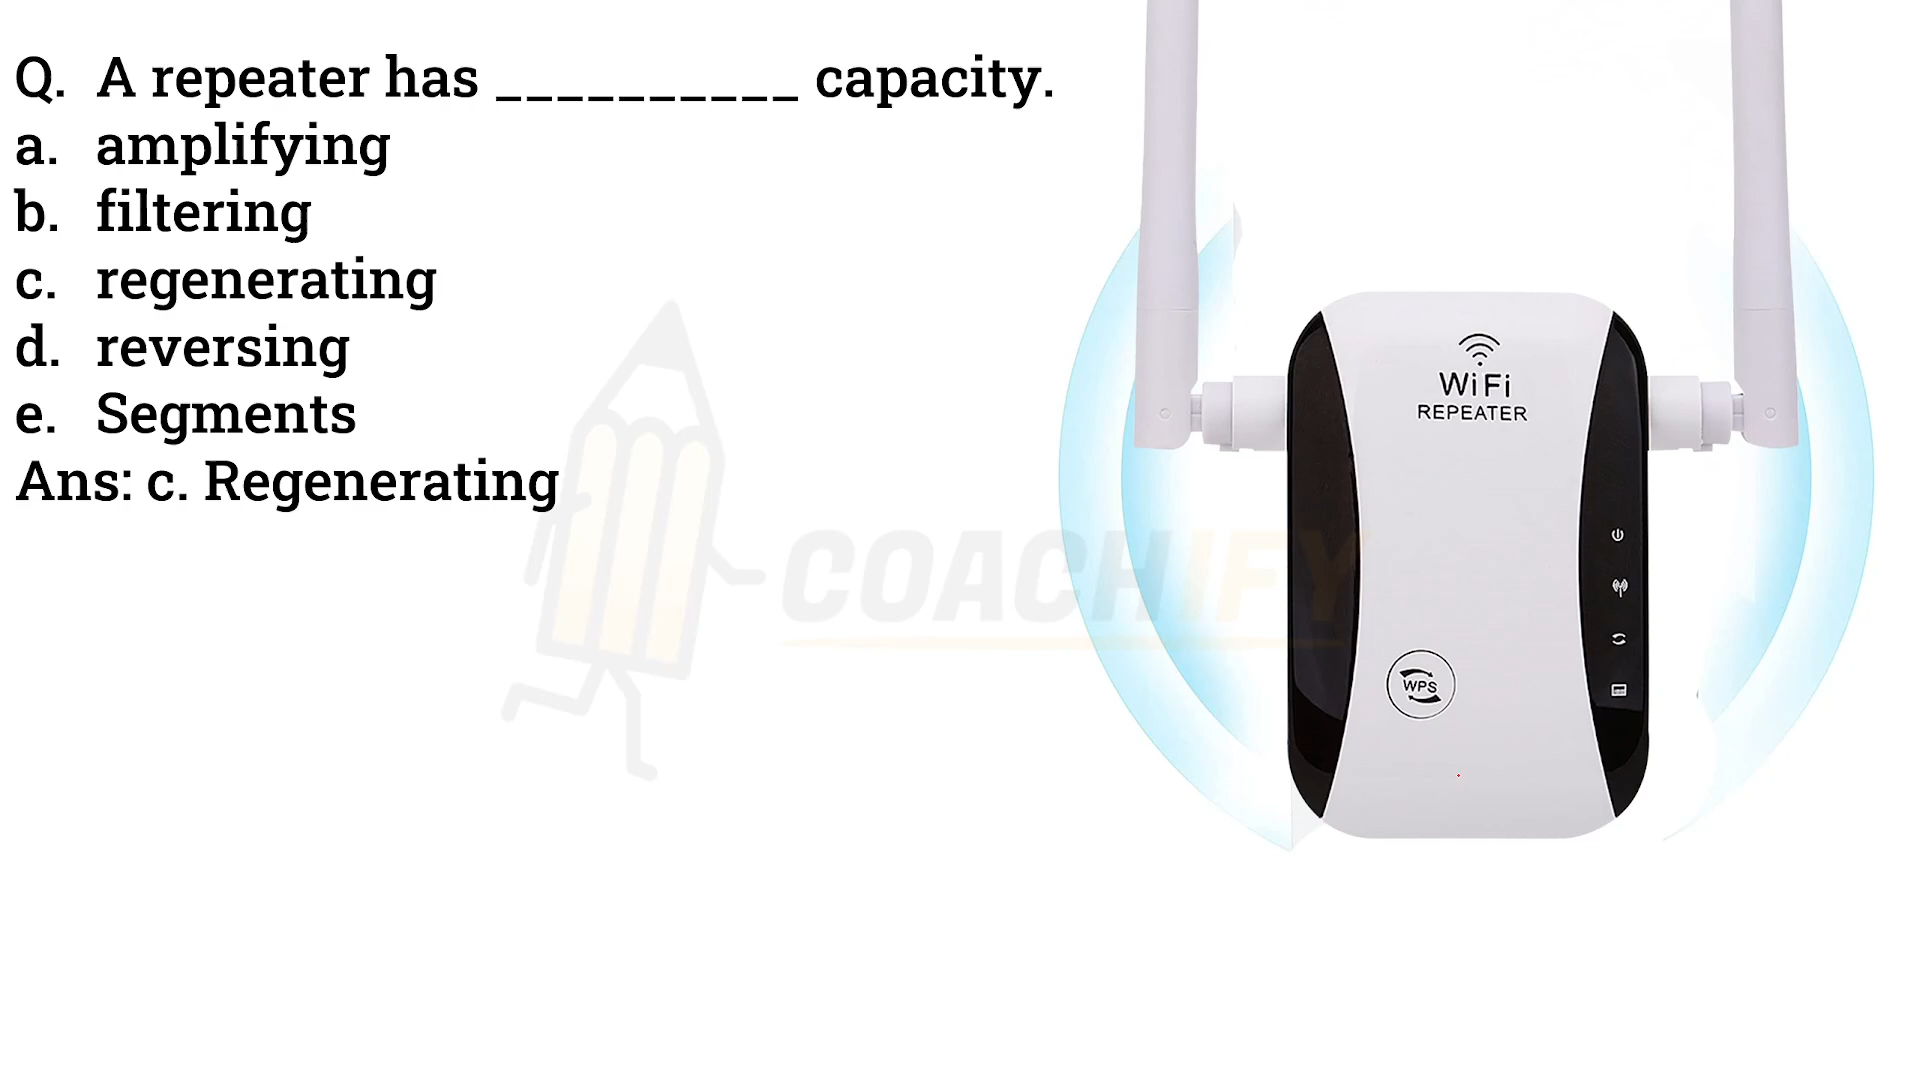 Q. A repeater has __________ capacity.
a. amplifying
b. filtering
c. regenerating
d. reversing
e. Segments
Ans: c. Regenerating
COACHIFY
WiFi
REPEATER
WPS